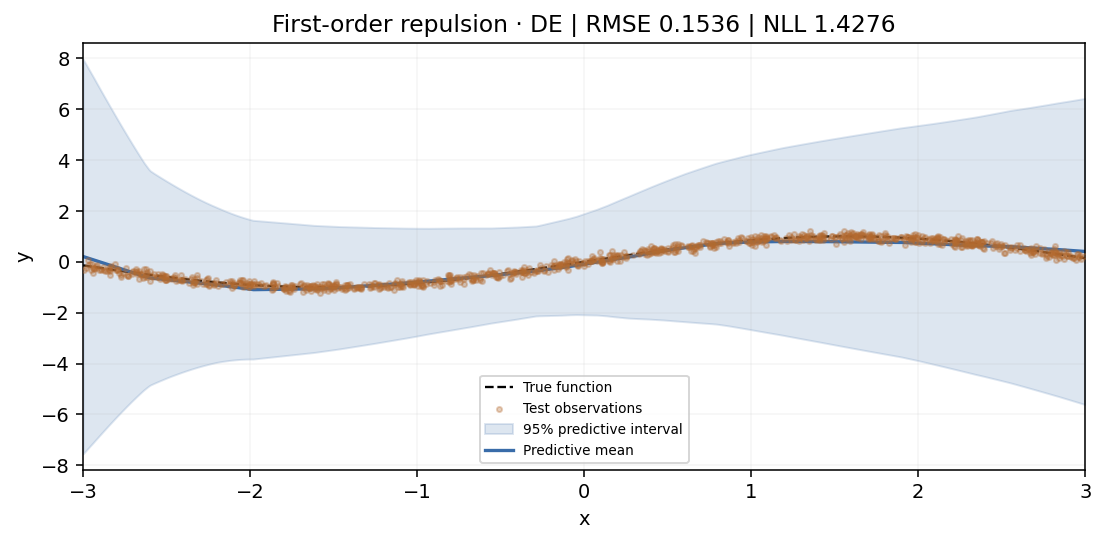 First-order repulsion · DE | RMSE 0.1536 | NLL 1.4276
8
6
4
2
0
−2
−4
−6
−8
y
True function
Test observations
95% predictive interval
Predictive mean
−3
−2
−1
0
1
2
3
x